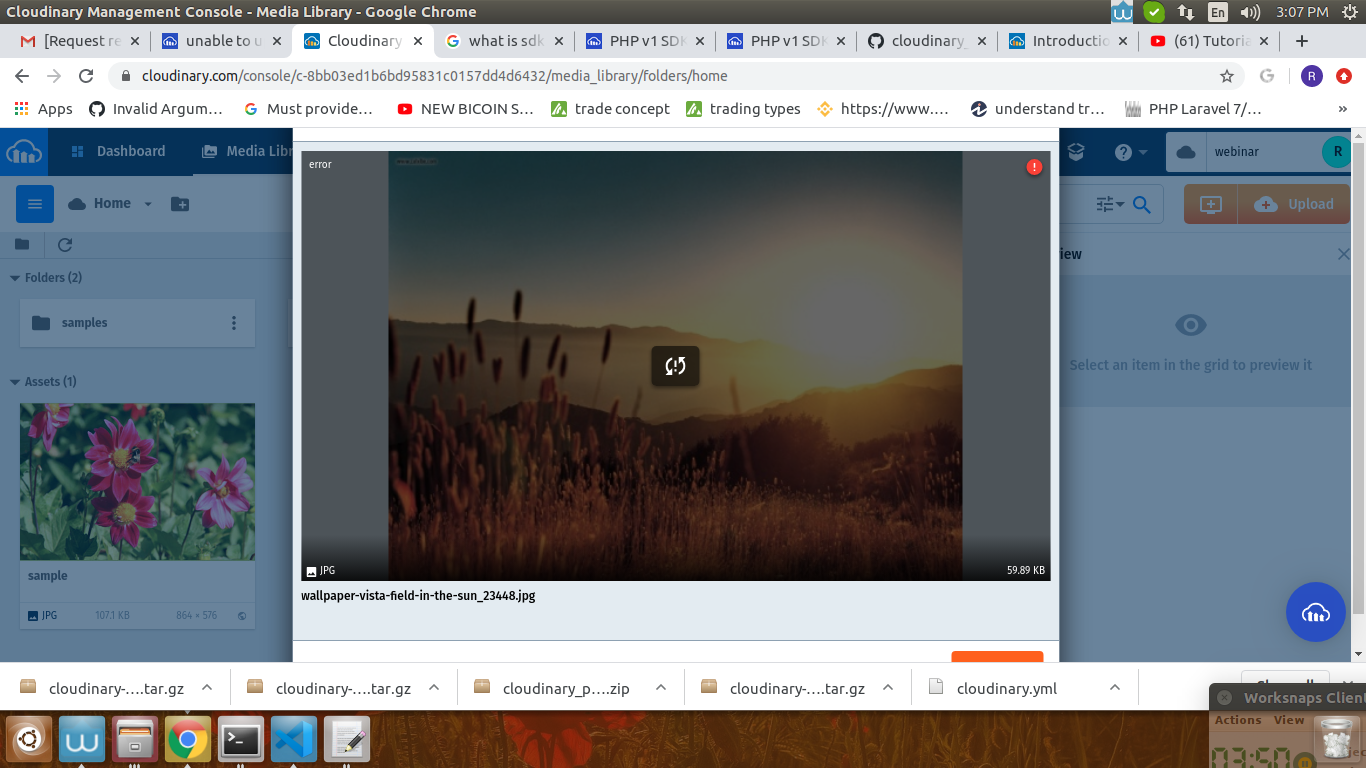 Cloudinary Management Console - Media Library - Google Chrome
En
3:07 PM
[Request re
unable to u
Cloudinary
what is sdk
PHP v1 SDK
PHP v1 SDK
cloudinary_
Introductio
(61) Tutoria
cloudinary.com/console/c-8bb03ed1b6bd95831c0157dd4d6432/media_library/folders/home
R
Apps
Invalid Argum...
Must provide...
NEW BICOIN S...
trade concept
trading types
https://www....
understand tr...
PHP Laravel 7/...
»
Dashboard
Media Libr
webinar
R
Home
Upload
Folders (2)
samples
Assets (1)
sample
JPG
107.1 KB
864 × 576
error
JPG
59.89 KB
wallpaper-vista-field-in-the-sun_23448.jpg
iew
Select an item in the grid to preview it
cloudinary-....tar.gz
cloudinary-....tar.gz
cloudinary_p....zip
cloudinary-....tar.gz
cloudinary.yml
Worksnaps Client
Actions View
03:50